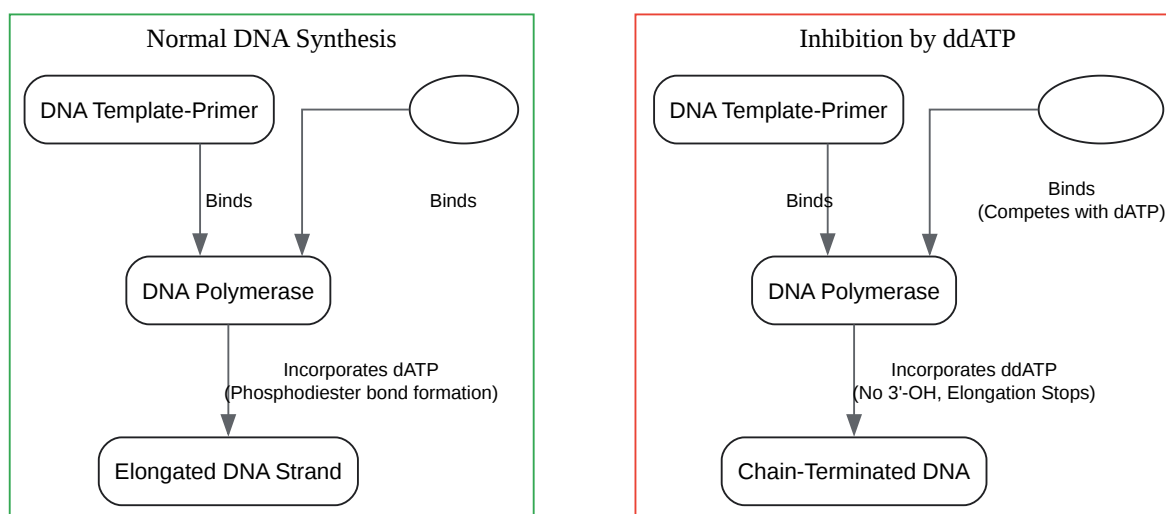 Normal DNA Synthesis
DNA Template-Primer
Binds
Binds
DNA Polymerase
Incorporates dATP
(Phosphodiester bond formation)
Elongated DNA Strand
Inhibition by ddATP
DNA Template-Primer
Binds
Binds
(Competes with dATP)
DNA Polymerase
Incorporates ddATP
(No 3'-OH, Elongation Stops)
Chain-Terminated DNA